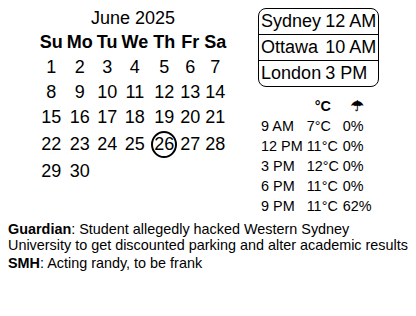 June 2025
Su Mo Tu We Th Fr Sa
1 2 3 4 5 6 7
8 9 10 11 12 13 14
15 16 17 18 19 20 21
22 23 24 25 26 27 28
29 30
Sydney 12 AM
Ottawa 10 AM
London 3 PM
°C ☂
9 AM 7°C 0%
12 PM 11°C 0%
3 PM 12°C 0%
6 PM 11°C 0%
9 PM 11°C 62%
Guardian: Student allegedly hacked Western Sydney
University to get discounted parking and alter academic results
SMH: Acting randy, to be frank